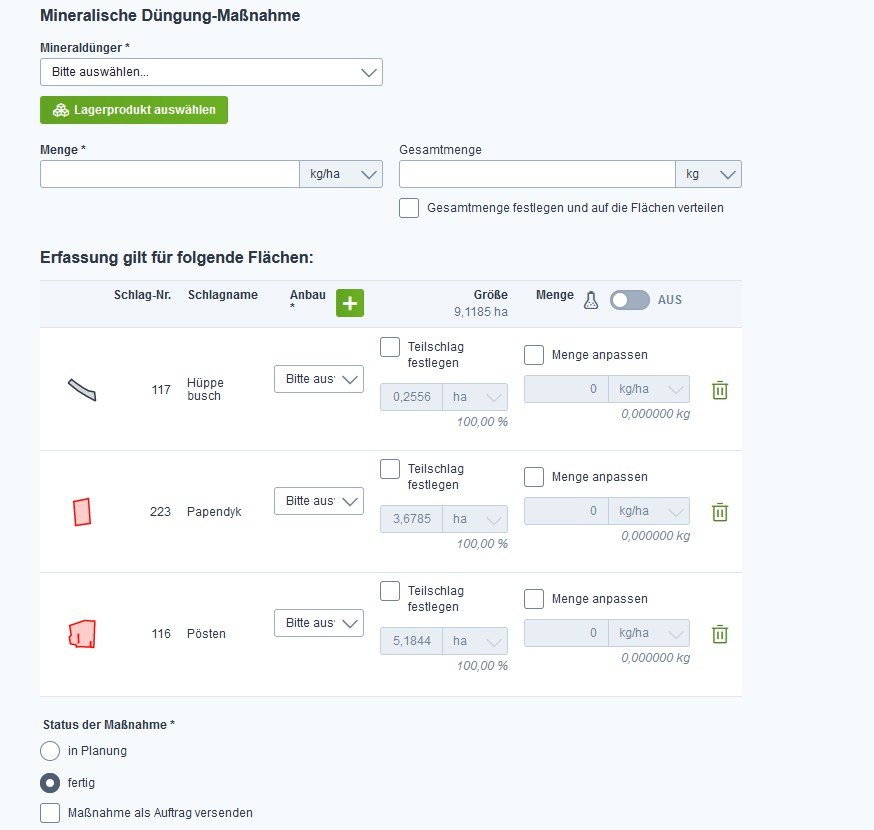 Mineralische Düngung-Maßnahme
Mineraldünger *
Bitte auswählen...
Lagerprodukt auswählen
Menge *
Gesamtmenge
kg/ha
kg
Gesamtmenge festlegen und auf die Flächen verteilen
Erfassung gilt für folgende Flächen:
Schlag-Nr. Schlagname Anbau * Größe Menge AUS
9,1185 ha
Teilschlag festlegen
Menge anpassen
117 Hüppe busch Bitte aus 0,2556 ha 0 kg/ha
100,00 % 0,000000 kg
Teilschlag festlegen
Menge anpassen
223 Papendyk Bitte aus 3,6785 ha 0 kg/ha
100,00 % 0,000000 kg
Teilschlag festlegen
Menge anpassen
116 Pösten Bitte aus 5,1844 ha 0 kg/ha
100,00 % 0,000000 kg
Status der Maßnahme *
in Planung
fertig
Maßnahme als Auftrag versenden